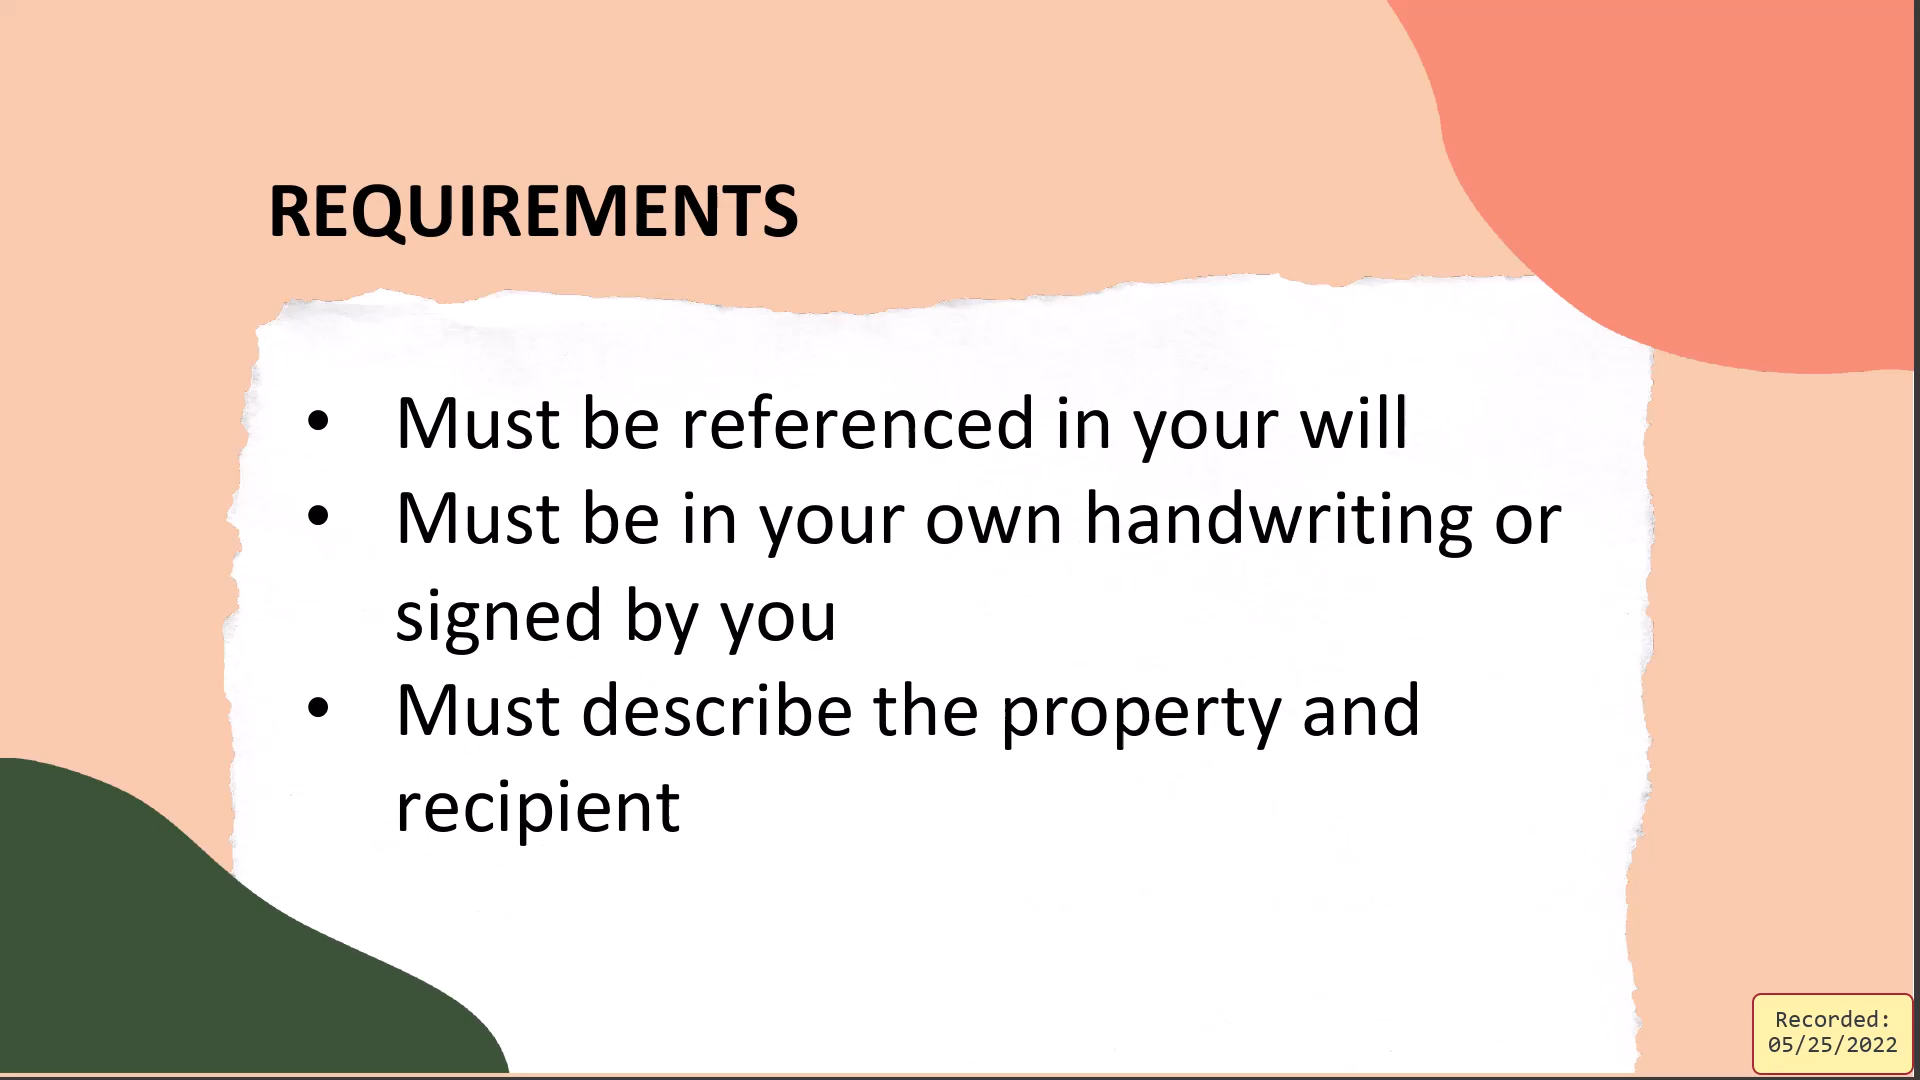 REQUIREMENTS
• Must be referenced in your will
• Must be in your own handwriting or
signed by you
• Must describe the property and
recipient
Recorded:
05/25/2022